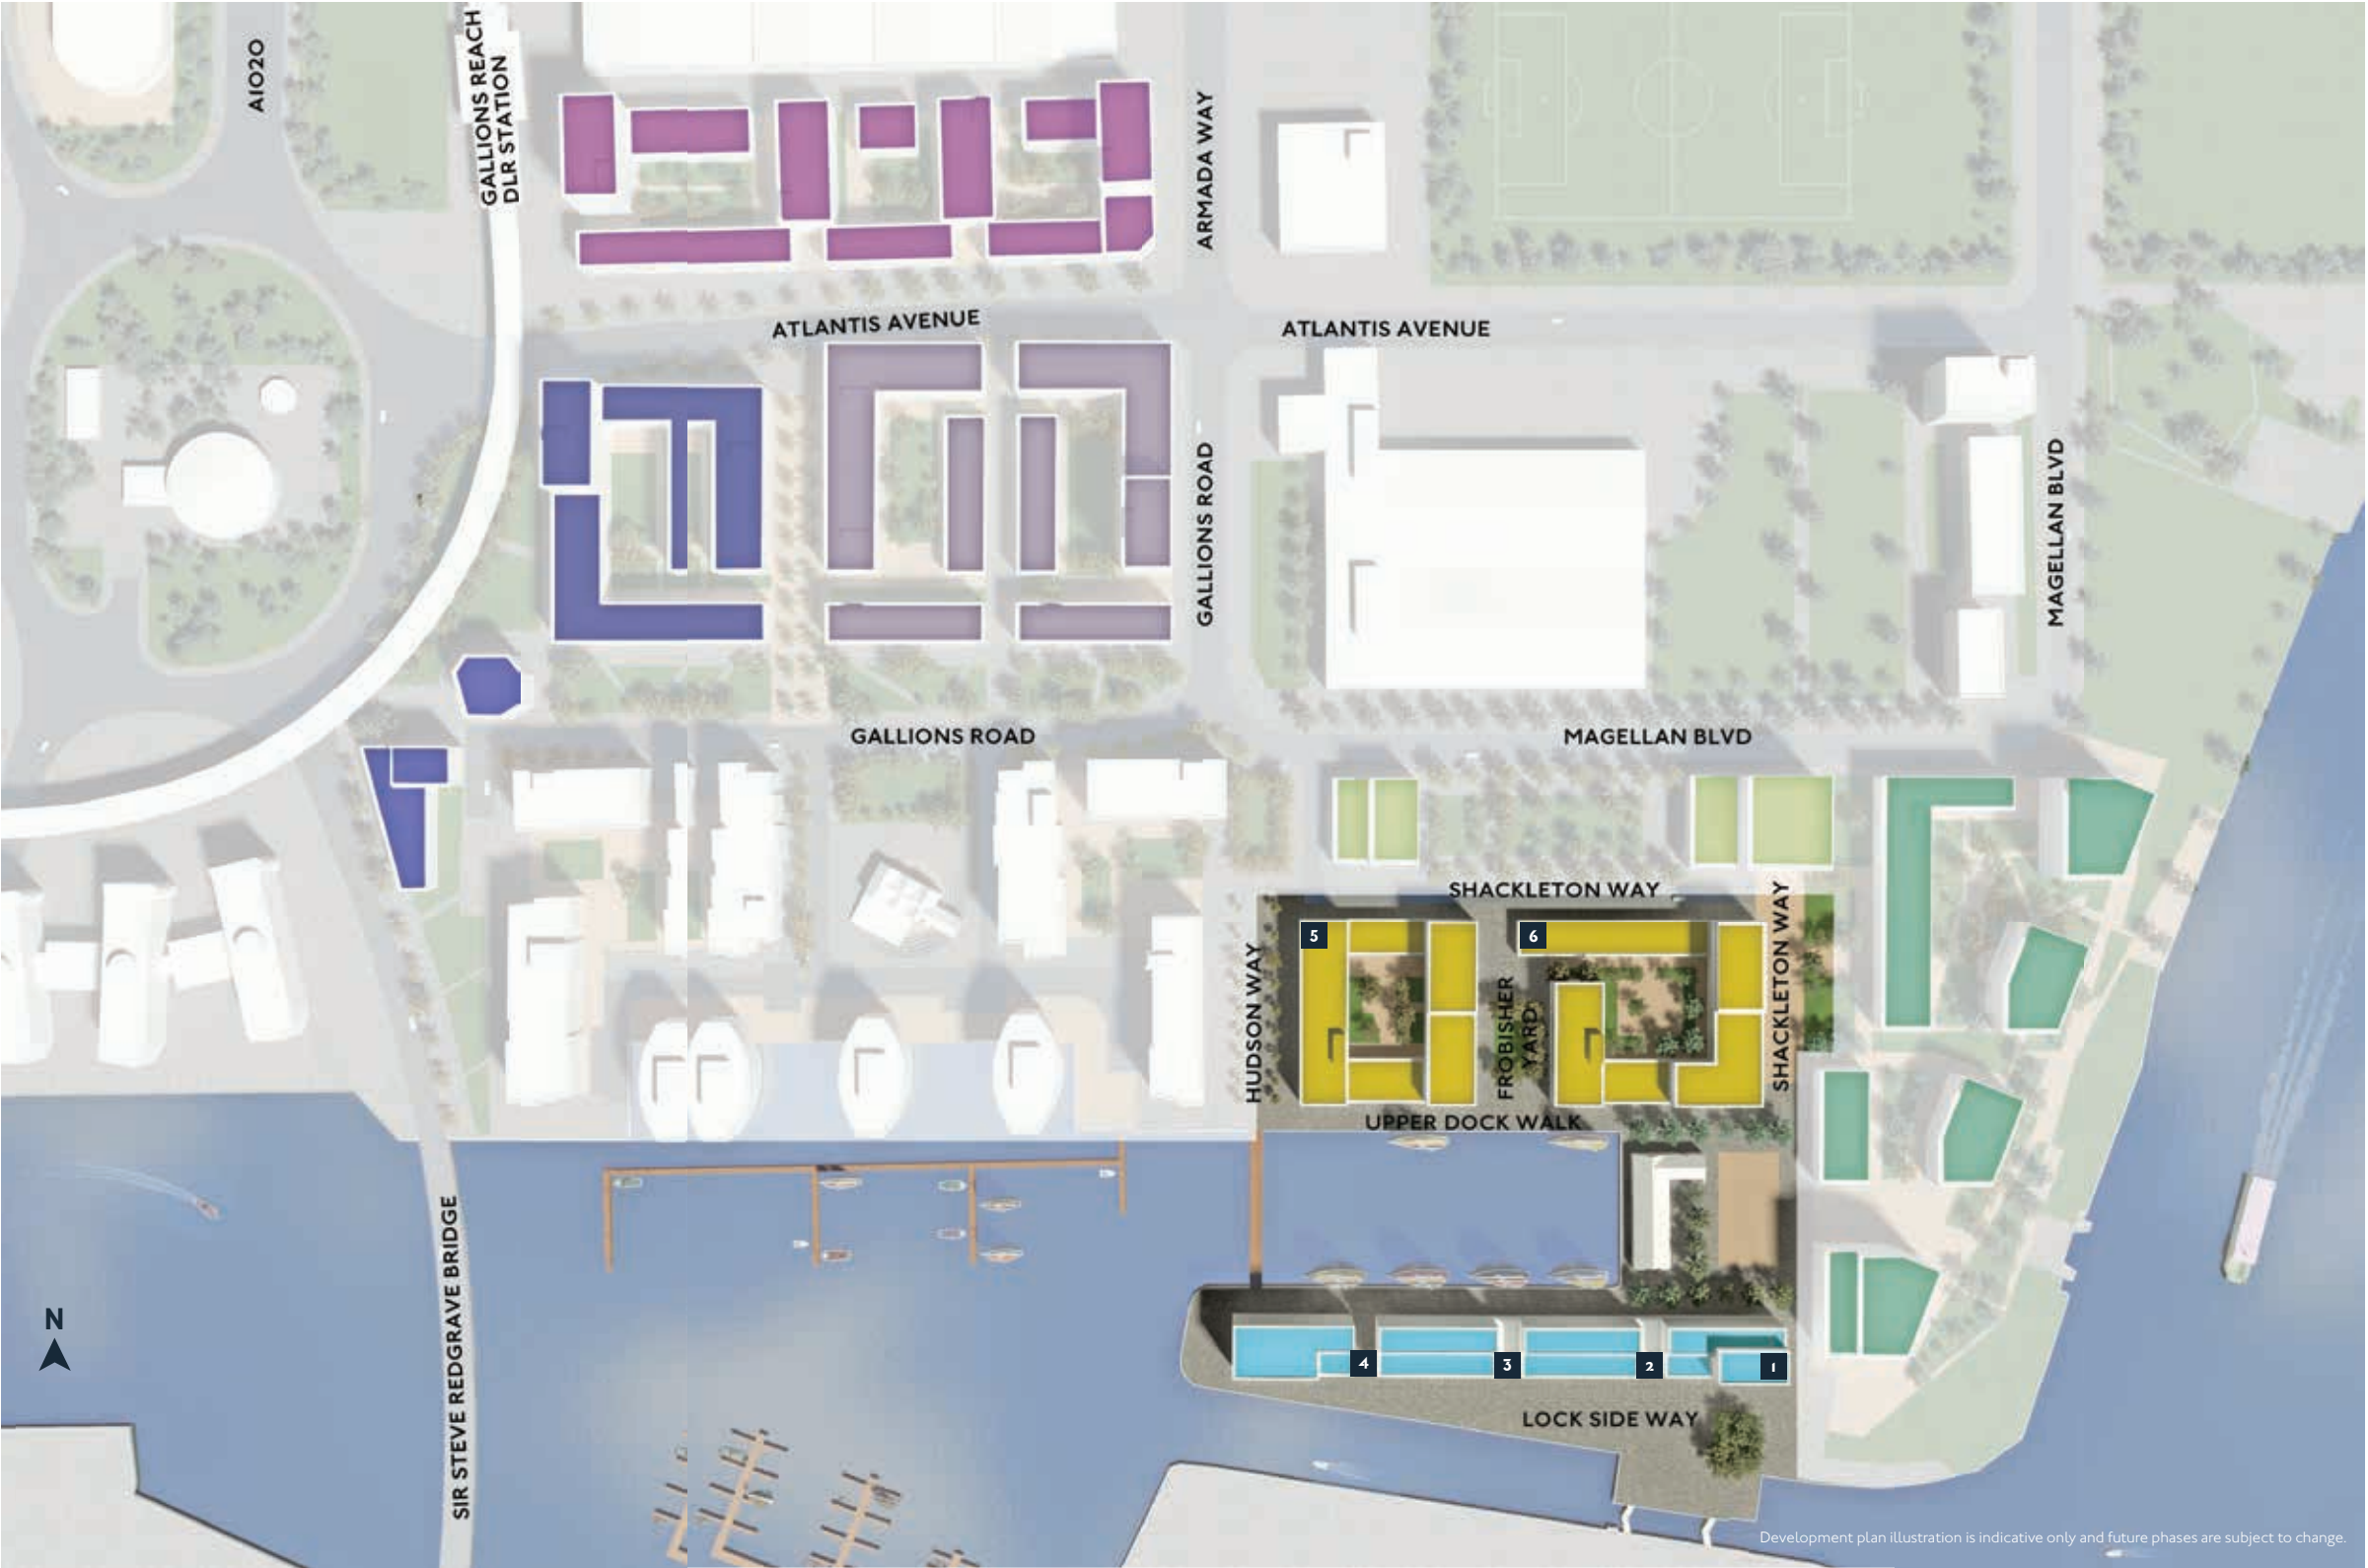 A1020
GALLIONS REACH
DLR STATION
ARMADA WAY
ATLANTIS AVENUE
ATLANTIS AVENUE
GALLIONS ROAD
MAGELLAN BLVD
GALLIONS ROAD
MAGELLAN BLVD
SHACKLETON WAY
5
6
HUDSON WAY
FROBISHER
YARD
SHACKLETON WAY
UPPER DOCK WALK
SIR STEVE REDGRAVE BRIDGE
N
4
3
2
1
LOCK SIDE WAY
Development plan illustration is indicative only and future phases are subject to change.